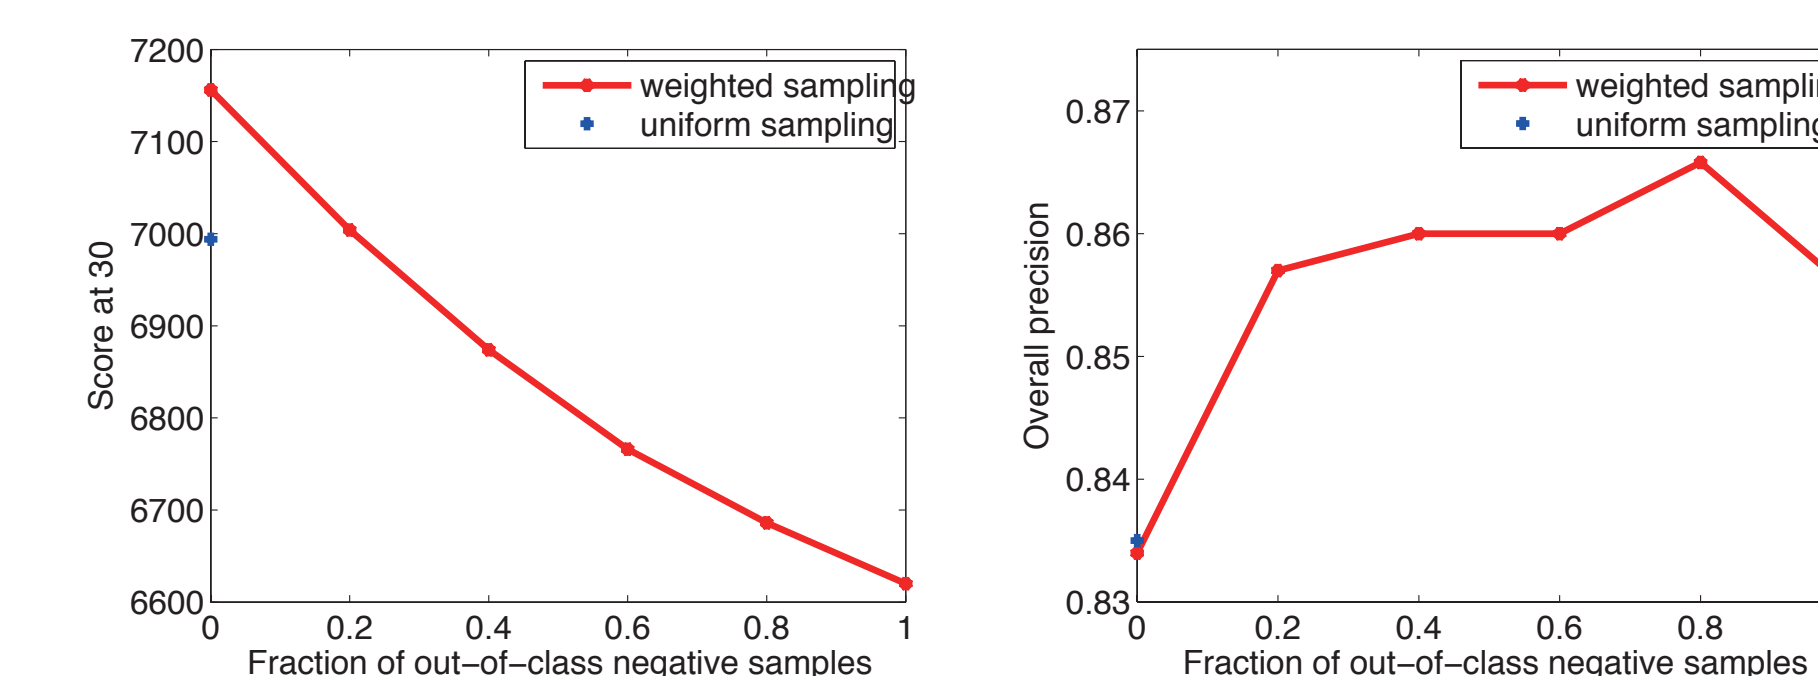 7200
7100
7000
6900
6800
6700
6600
0
0.2
0.4
0.6
0.8
1
Score at 30
Fraction of out−of−class negative samples
weighted sampling
uniform sampling
0.87
0.86
0.85
0.84
0.83
0
0.2
0.4
0.6
0.8
Overall precision
Fraction of out−of−class negative samples
weighted
uniform sampling